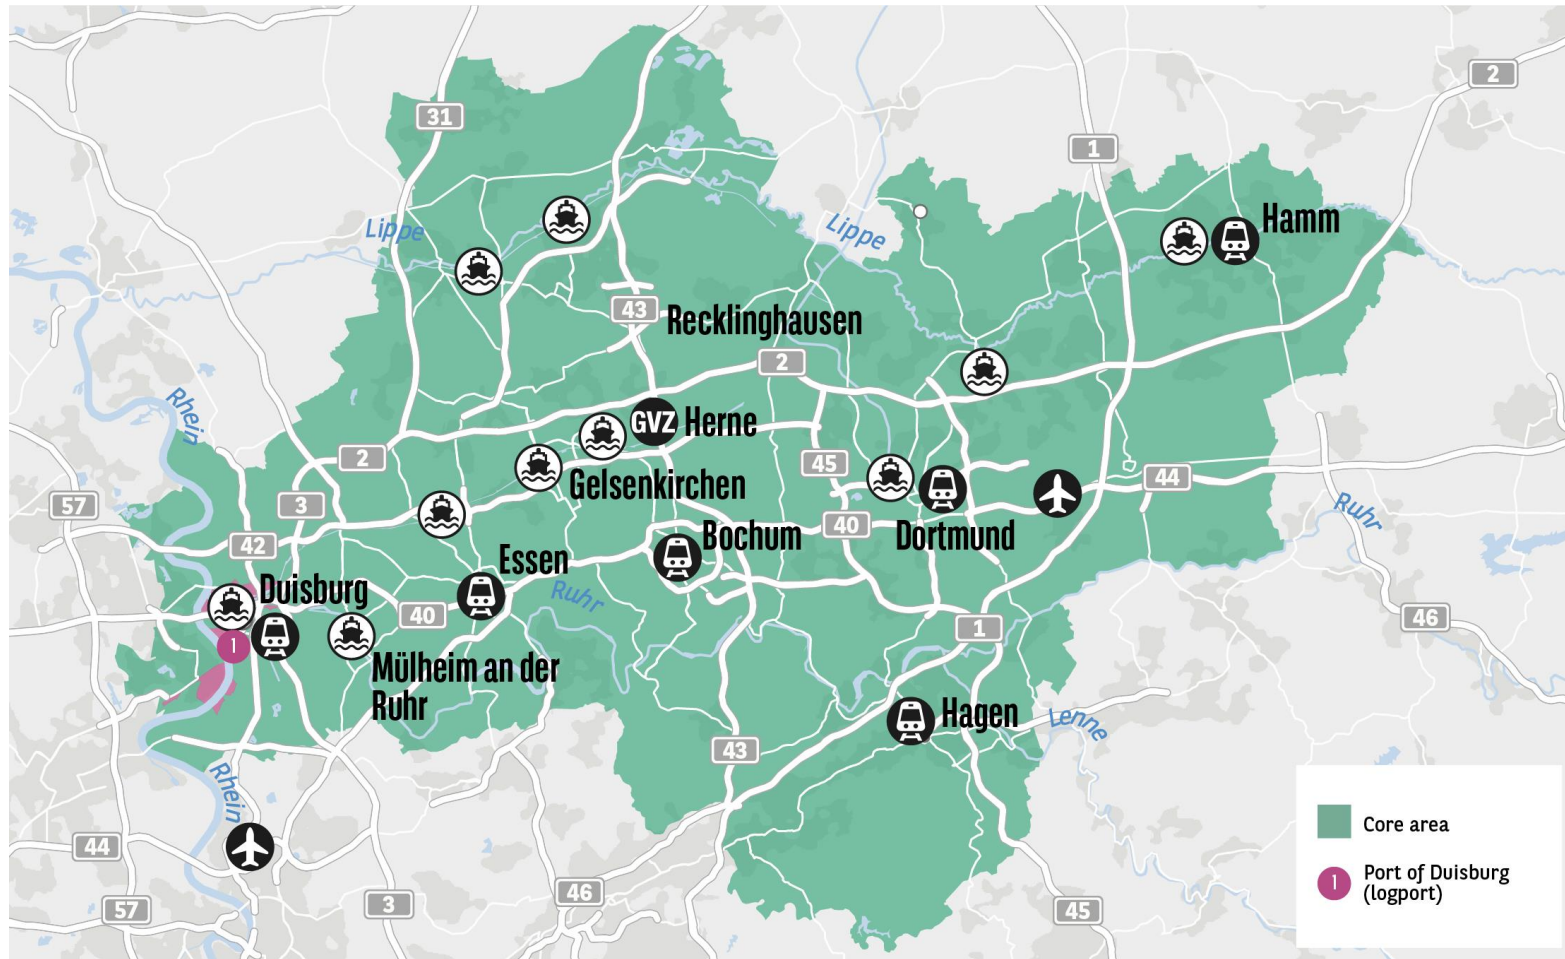 2
31
1
Hamm
Lippe
Lippe
43
Recklinghausen
2
Rhein
GVZ
Herne
2
45
44
Gelsenkirchen
57
3
Ruhr
40
Bochum
Dortmund
42
Essen
Duisburg
Ruhr
40
46
1
1
Mülheim an der
Ruhr
Hagen
Lenne
43
Rhein
44
46
3
57
45
Core area
1
Port of Duisburg
(logport)